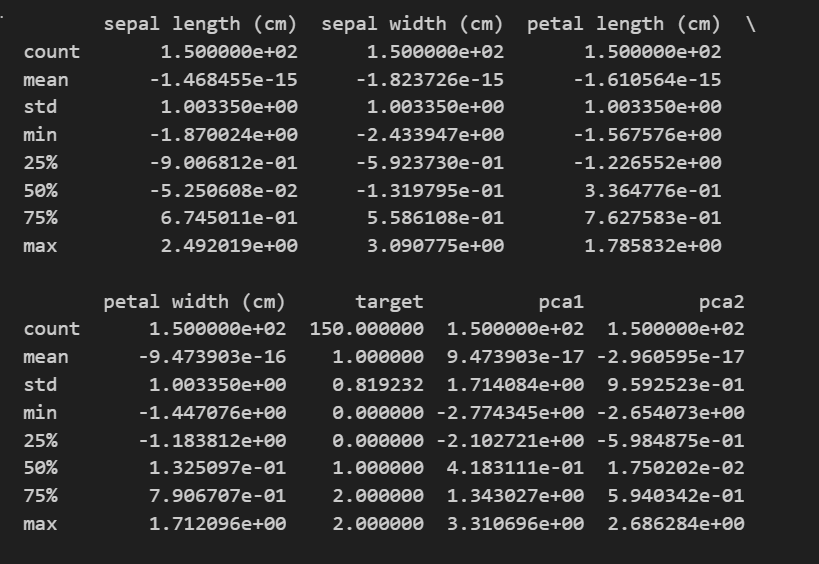 sepal length (cm)  sepal width (cm)  petal length (cm)  \
count       1.500000e+02      1.500000e+02       1.500000e+02
mean       -1.468455e-15     -1.823726e-15      -1.610564e-15
std         1.003350e+00      1.003350e+00       1.003350e+00
min        -1.870024e+00     -2.433947e+00      -1.567576e+00
25%        -9.006812e-01     -5.923730e-01      -1.226552e+00
50%        -5.250608e-02     -1.319795e-01       3.364776e-01
75%         6.745011e-01      5.586108e-01       7.627583e-01
max         2.492019e+00      3.090775e+00       1.785832e+00
petal width (cm)      target          pca1          pca2
count      1.500000e+02  150.000000  1.500000e+02  1.500000e+02
mean      -9.473903e-16    1.000000  9.473903e-17 -2.960595e-17
std        1.003350e+00    0.819232  1.714084e+00  9.592523e-01
min       -1.447076e+00    0.000000 -2.774345e+00 -2.654073e+00
25%       -1.183812e+00    0.000000 -2.102721e+00 -5.984875e-01
50%        1.325097e-01    1.000000  4.183111e-01  1.750202e-02
75%        7.906707e-01    2.000000  1.343027e+00  5.940342e-01
max        1.712096e+00    2.000000  3.310696e+00  2.686284e+00